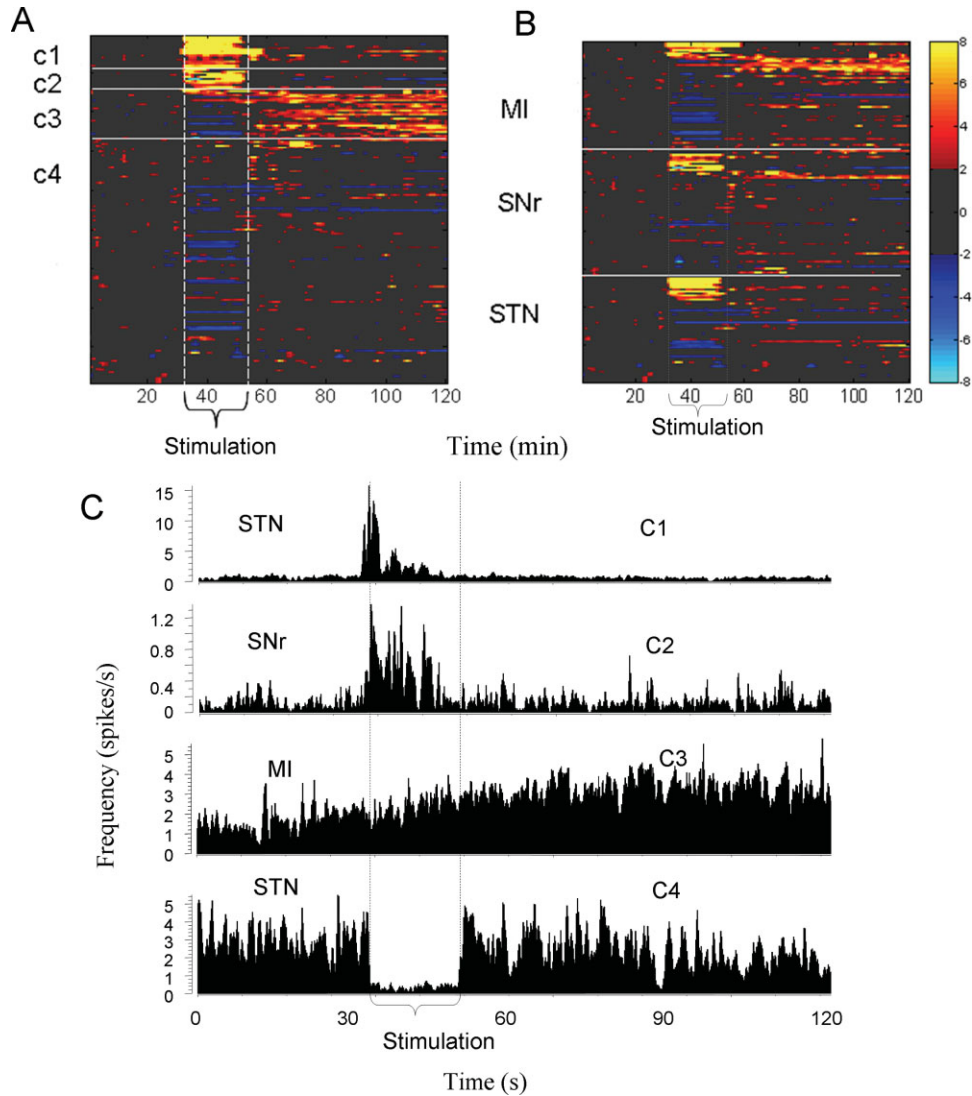 A
B
c1
c2
c3
c4
MI
SNr
STN
8
6
4
2
-0
-2
-4
-6
-8
20 40 60 80 100 120
20 40 60 80 100 120
Stimulation
Stimulation
Time (min)
C
Frequency (spikes/s)
STN
C1
15
10
5
0
SNr
C2
1.2
0.8
0.4
0
MI
C3
5
4
3
2
1
0
STN
C4
5
4
3
2
1
0
0 30 60 90 120
Stimulation
Time (s)